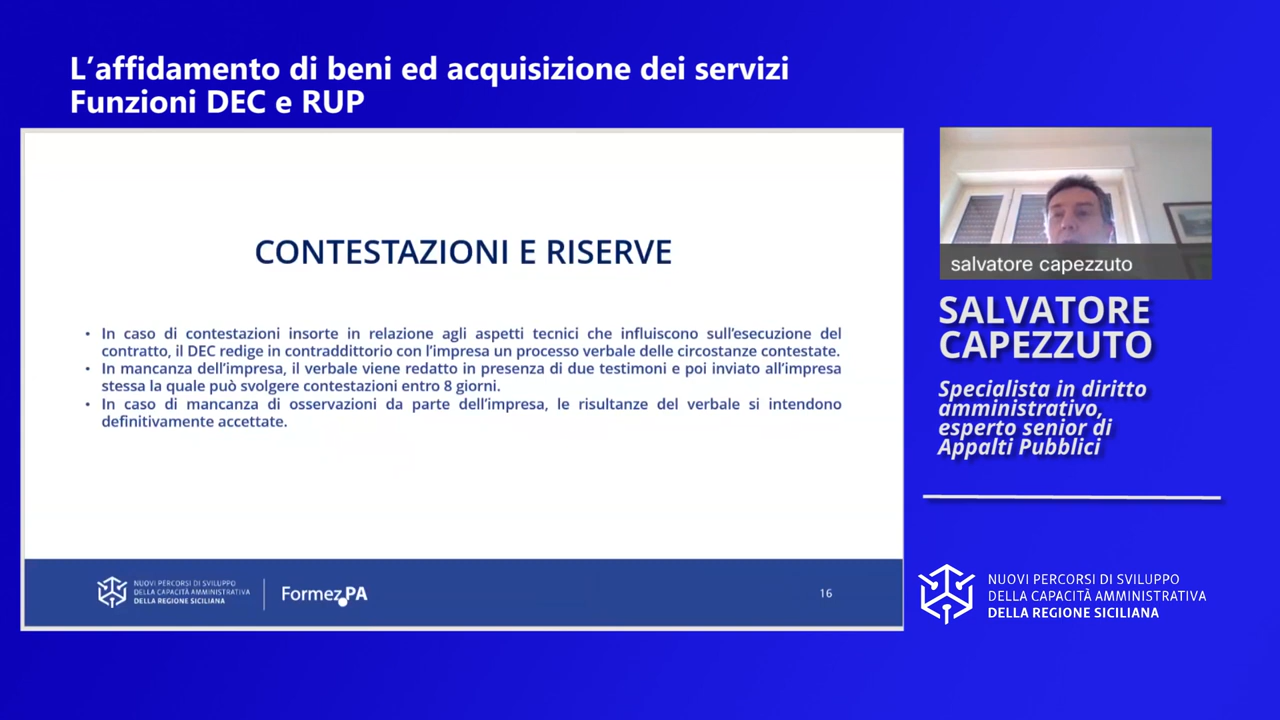 L'affidamento di beni ed acquisizione dei servizi
Funzioni DEC e RUP
CONTESTAZIONI E RISERVE
• In caso di contestazioni insorte in relazione agli aspetti tecnici che influiscono sull'esecuzione del
contratto, il DEC redige in contraddittorio con l'impresa un processo verbale delle circostanze contestate.
• In mancanza dell'impresa, il verbale viene redatto in presenza di due testimoni e poi inviato all'impresa
stessa la quale può svolgere contestazioni entro 8 giorni.
• In caso di mancanza di osservazioni da parte dell'impresa, le risultanze del verbale si intendono
definitivamente accettate.
NUOVI PERCORSI DI SVILUPPO
DELLA CAPACITÀ AMMINISTRATIVA
DELLA REGIONE SICILIANA
Formez PA
16
salvatore capezzuto
SALVATORE
CAPEZZUTO
Specialista in diritto
amministrativo,
esperto senior di
Appalti Pubblici
NUOVI PERCORSI DI SVILUPPO
DELLA CAPACITÀ AMMINISTRATIVA
DELLA REGIONE SICILIANA